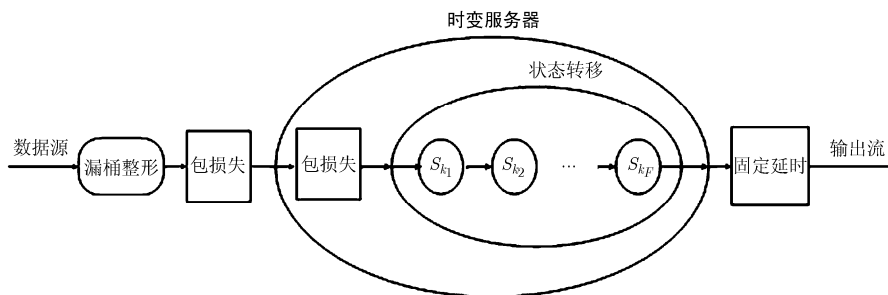 时变服务器
状态转移
数据源
漏桶整形
包损失
包损失
S_{k_1}
S_{k_2}
...
S_{k_F}
固定延时
输出流